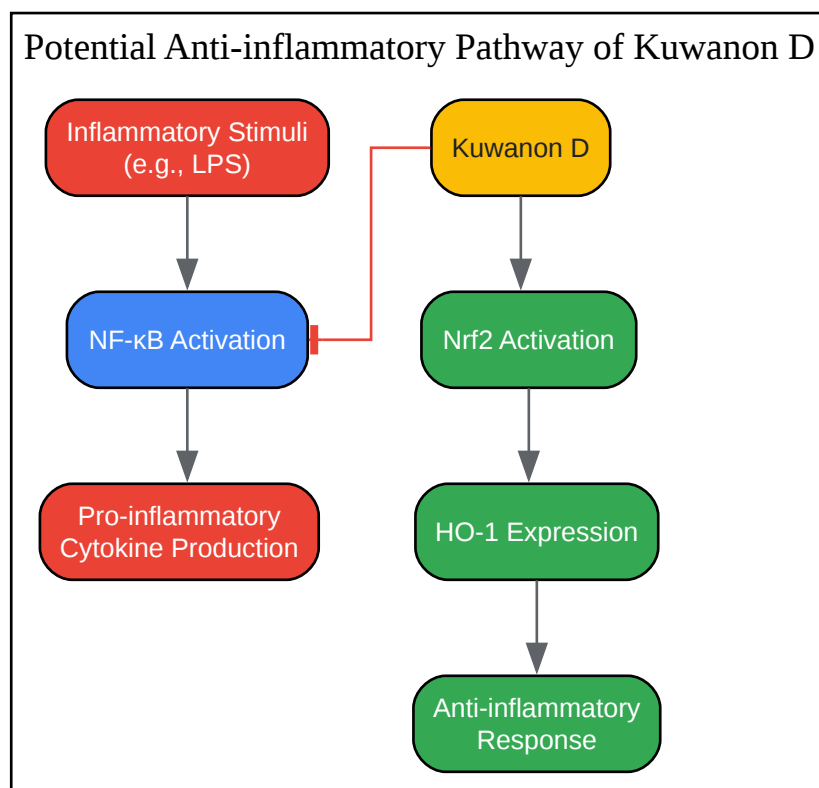 Potential Anti-inflammatory Pathway of Kuwanon D
Inflammatory Stimuli
(e.g., LPS)
Kuwanon D
NF-κB Activation
Nrf2 Activation
Pro-inflammatory
Cytokine Production
HO-1 Expression
Anti-inflammatory
Response